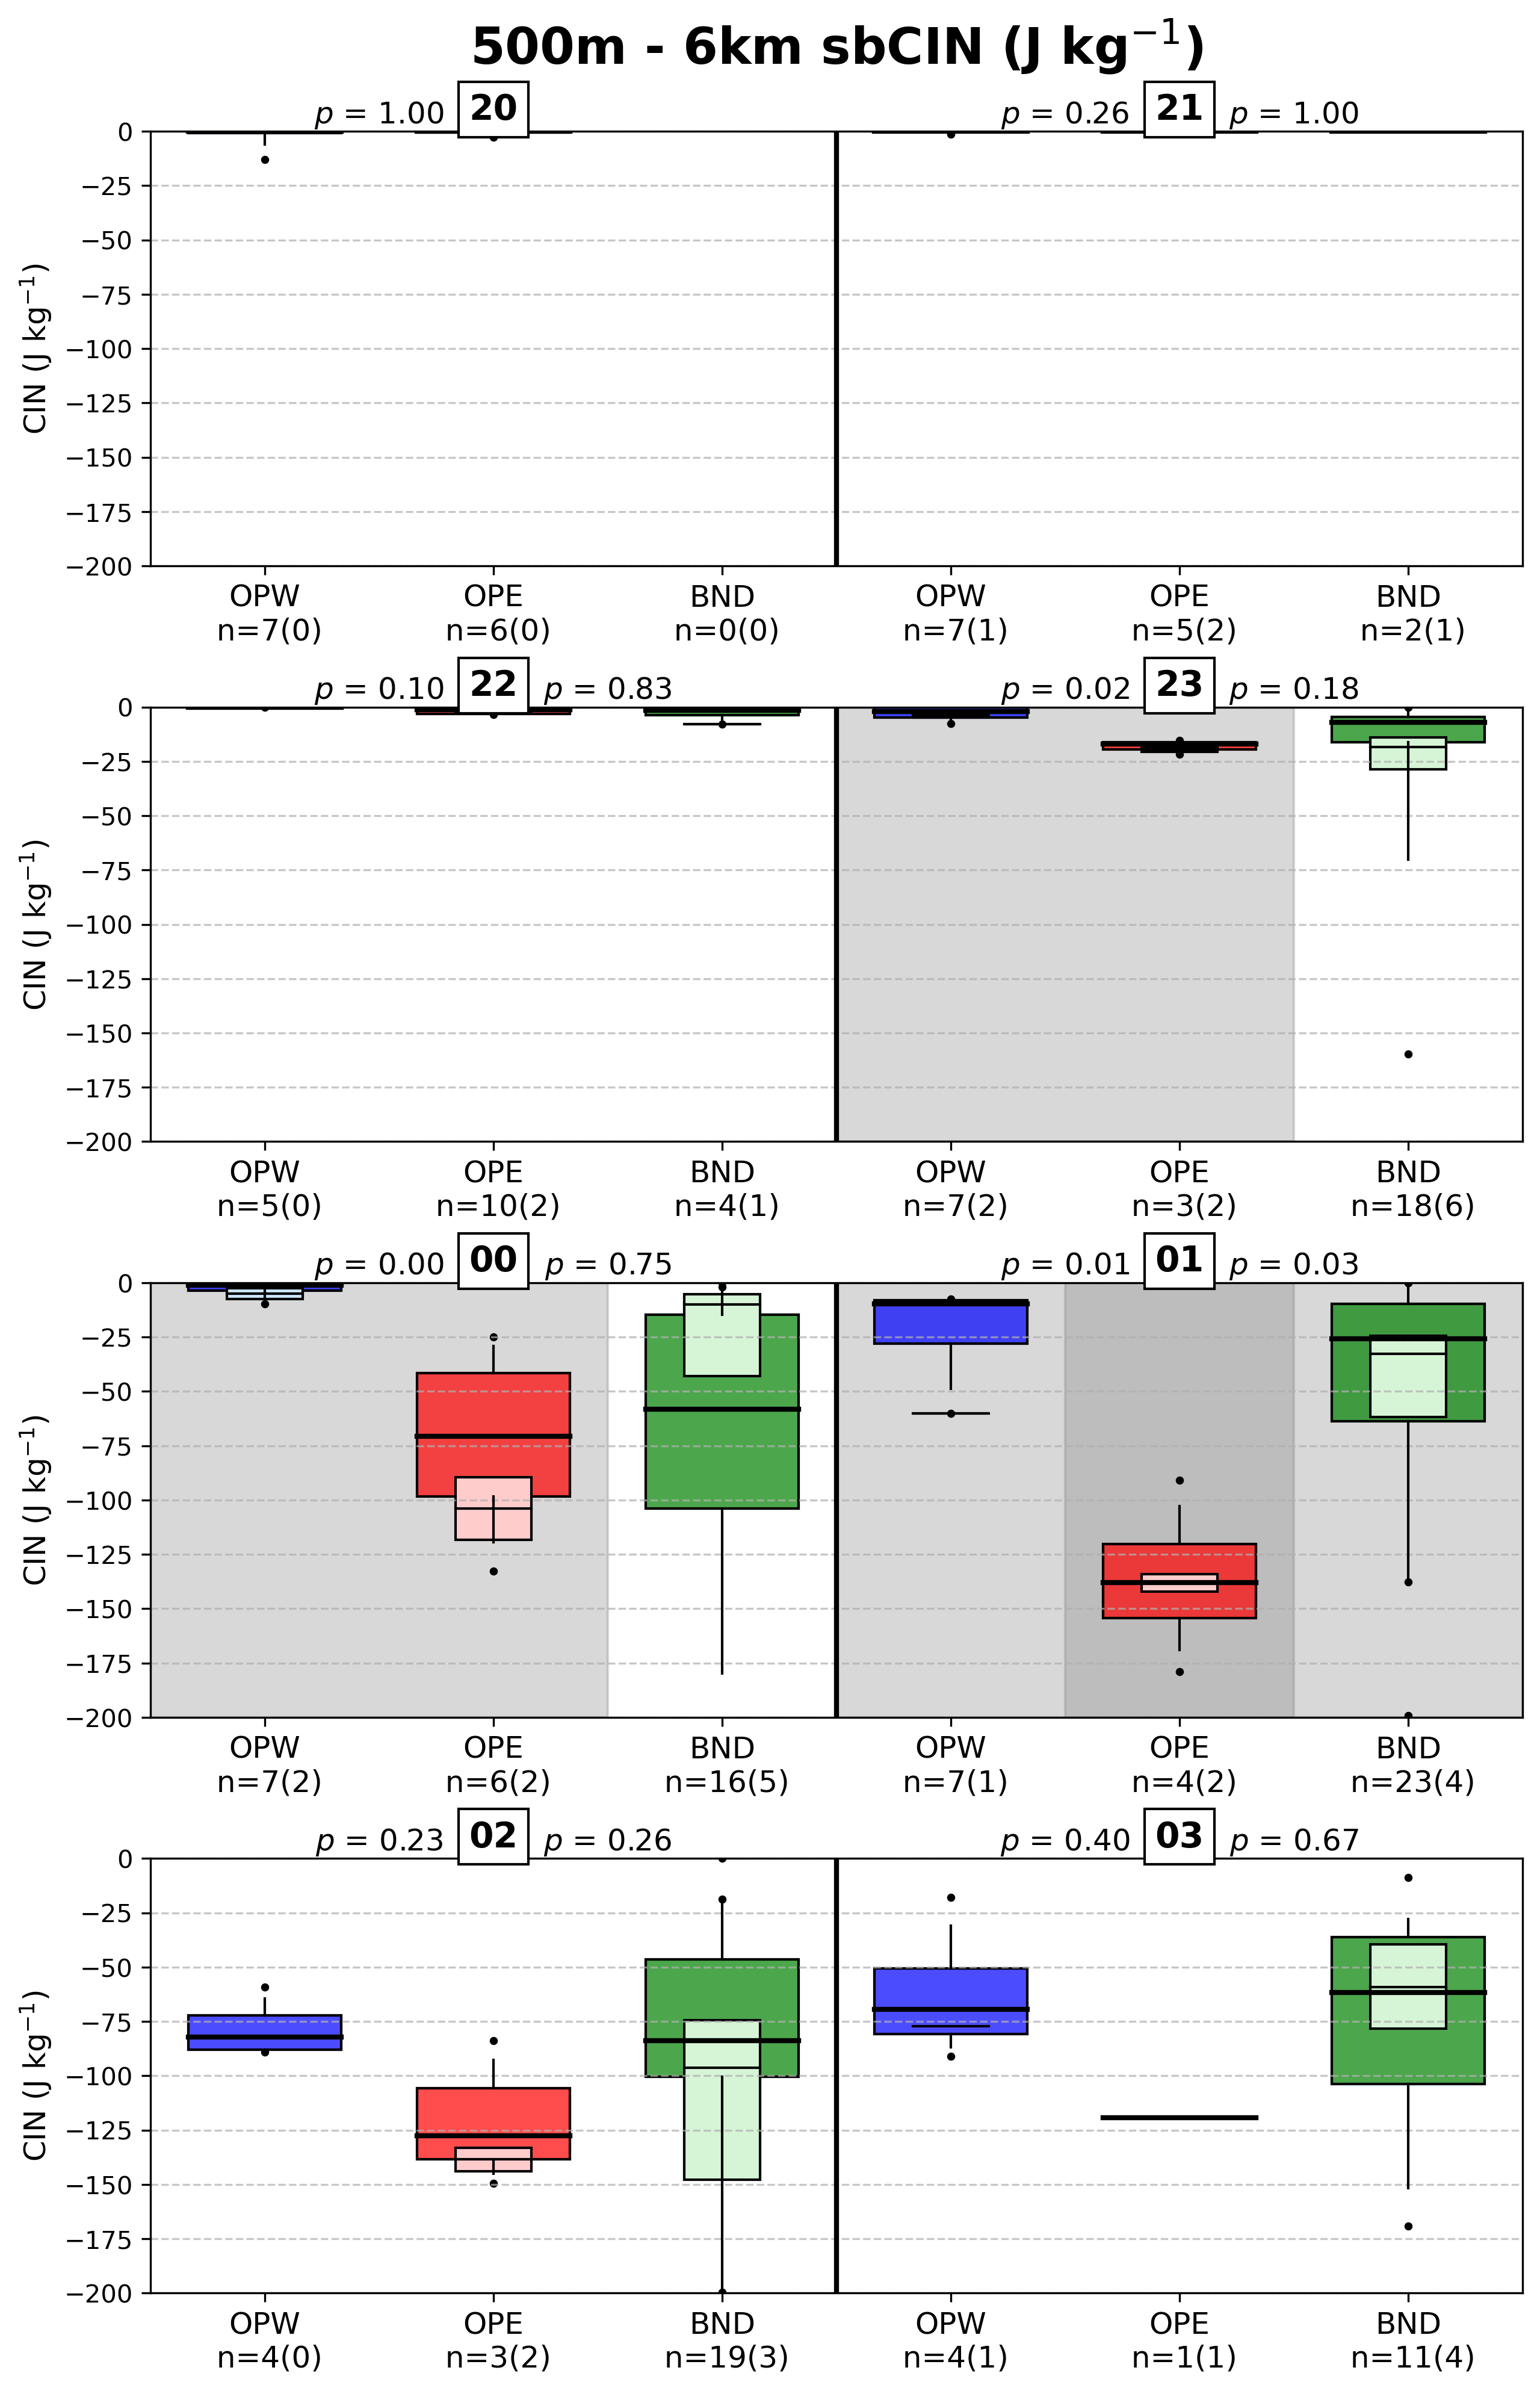 500m - 6km sbCIN (J kg⁻¹)
p = 1.00 20
p = 0.26 21 p = 1.00
CIN (J kg⁻¹)
0
−25
−50
−75
−100
−125
−150
−175
−200
OPW OPE BND OPW OPE BND
n=7(0) n=6(0) n=0(0) n=7(1) n=5(2) n=2(1)
p = 0.10 22 p = 0.83
p = 0.02 23 p = 0.18
CIN (J kg⁻¹)
0
−25
−50
−75
−100
−125
−150
−175
−200
OPW OPE BND OPW OPE BND
n=5(0) n=10(2) n=4(1) n=7(2) n=3(2) n=18(6)
p = 0.00 00 p = 0.75
p = 0.01 01 p = 0.03
CIN (J kg⁻¹)
0
−25
−50
−75
−100
−125
−150
−175
−200
OPW OPE BND OPW OPE BND
n=7(2) n=6(2) n=16(5) n=7(1) n=4(2) n=23(4)
p = 0.23 02 p = 0.26
p = 0.40 03 p = 0.67
CIN (J kg⁻¹)
0
−25
−50
−75
−100
−125
−150
−175
−200
OPW OPE BND OPW OPE BND
n=4(0) n=3(2) n=19(3) n=4(1) n=1(1) n=11(4)